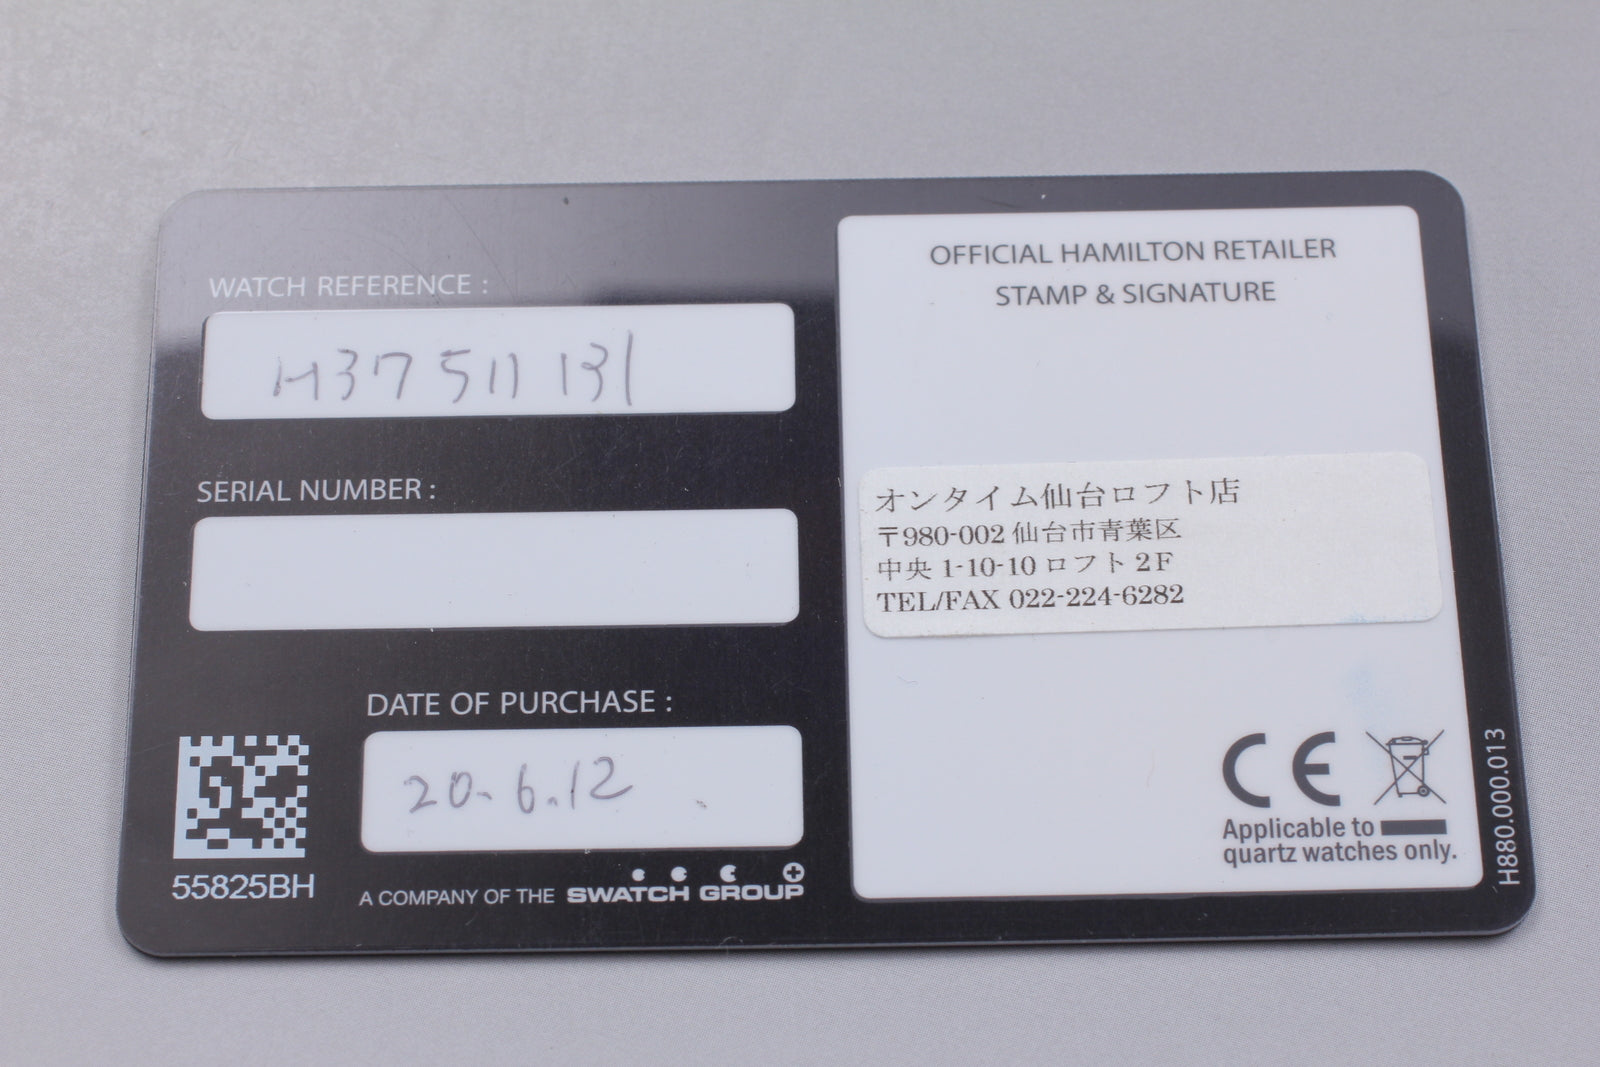 WATCH REFERENCE :
H37511131
SERIAL NUMBER :
DATE OF PURCHASE :
20.6.12
55825BH
A COMPANY OF THE SWATCH GROUP
OFFICIAL HAMILTON RETAILER
STAMP & SIGNATURE
オンタイム仙台ロフト店
〒980-002 仙台市青葉区
中央 1-10-10 ロフト 2F
TEL/FAX 022-224-6282
CE
Applicable to
quartz watches only.
H880.000.013